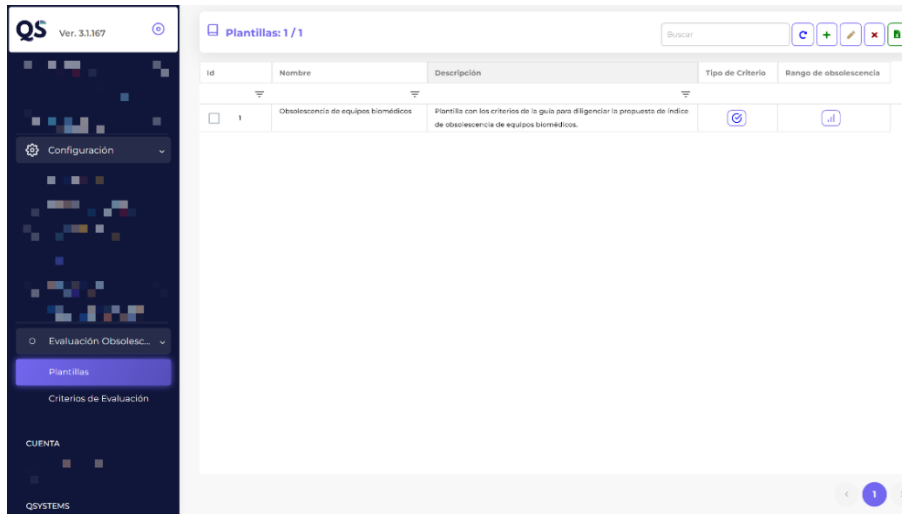 QS Ver. 3.1.167
Configuración
Evaluación Obsolesc...
Plantillas
Criterios de Evaluación
CUENTA
QSYSTEMS
Plantillas: 1 / 1
Buscar
Id Nombre Descripción Tipo de Criterio Rango de obsolescencia
1 Obsolescencia de equipos biomédicos Plantilla con los criterios de la guía para diligenciar la propuesta de índice
de obsolescencia de equipos biomédicos.
1